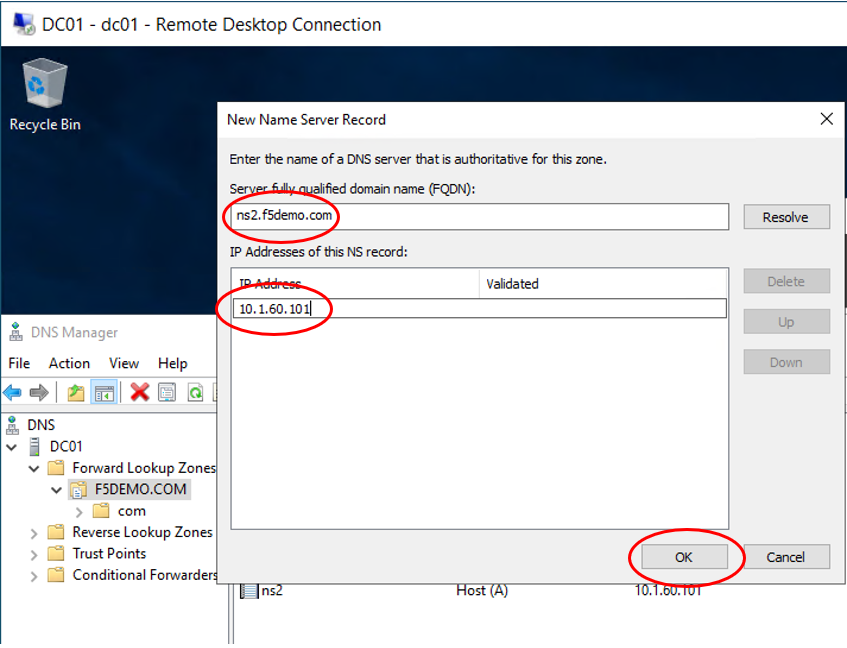 DC01 - dc01 - Remote Desktop Connection
Recycle Bin
New Name Server Record
Enter the name of a DNS server that is authoritative for this zone.
Server fully qualified domain name (FQDN):
ns2.f5demo.com
Resolve
IP Addresses of this NS record:
IP Address Validated
10.1.60.101
Delete
Up
Down
OK Cancel
DNS Manager
File Action View Help
DNS
DC01
Forward Lookup Zones
F5DEMO.COM
com
Reverse Lookup Zones
Trust Points
Conditional Forwarders
ns2 Host (A) 10.1.60.101